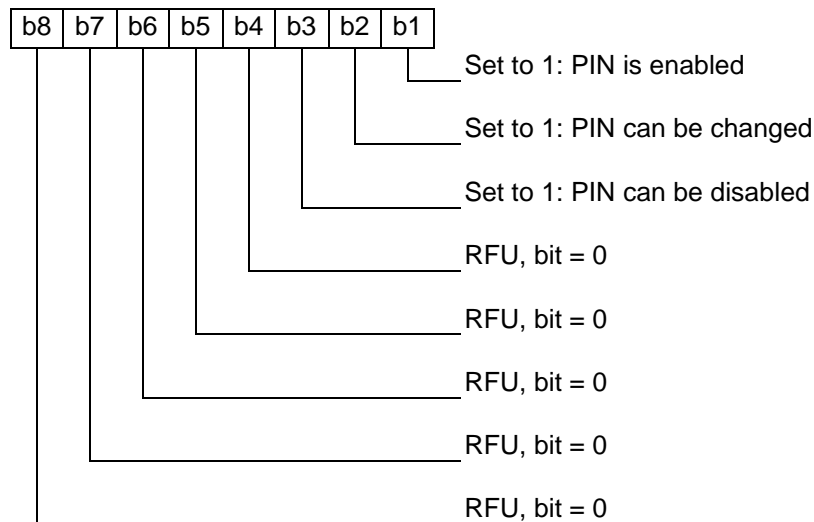 b8 b7 b6 b5 b4 b3 b2 b1
Set to 1: PIN is enabled
Set to 1: PIN can be changed
Set to 1: PIN can be disabled
RFU, bit = 0
RFU, bit = 0
RFU, bit = 0
RFU, bit = 0
RFU, bit = 0